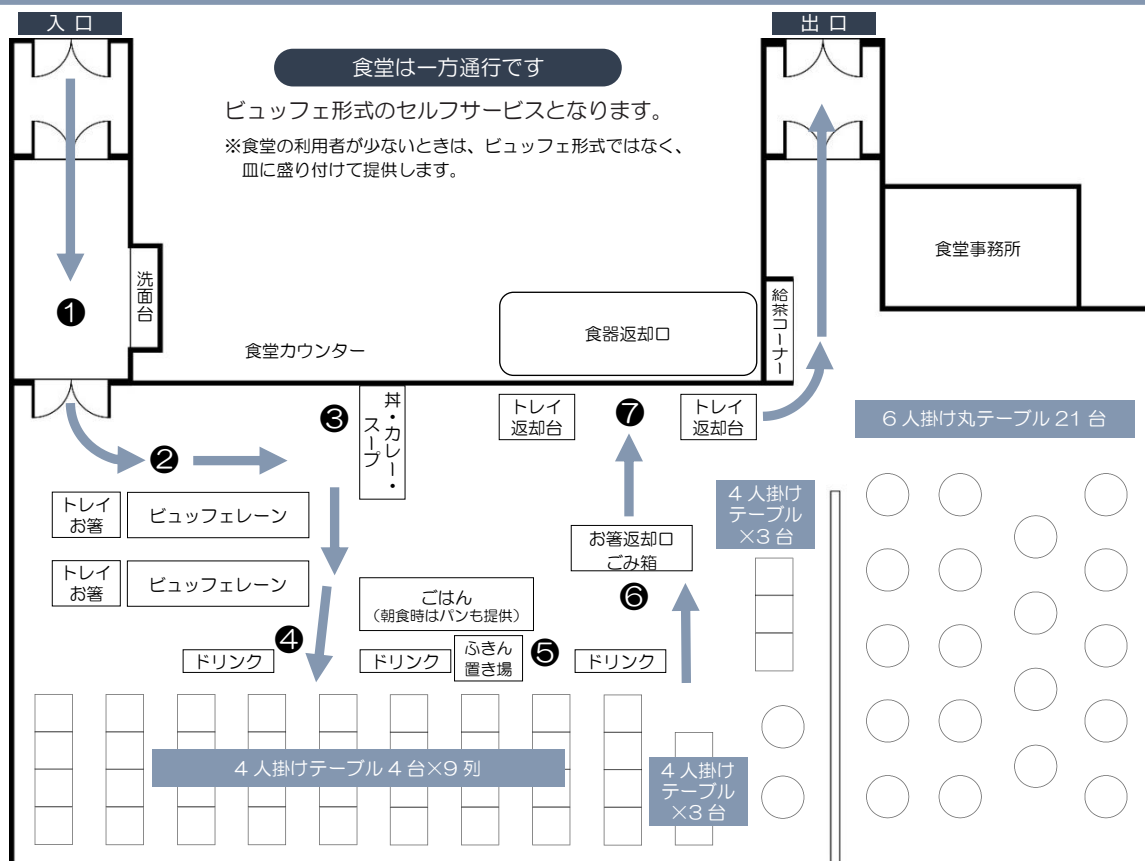 入 口
出 口
食堂は一方通行です
ビュッフェ形式のセルフサービスとなります。
※食堂の利用者が少ないときは、ビュッフェ形式ではなく、
皿に盛り付けて提供します。
食堂事務所
洗面台
❶
給茶コーナー
食器返却口
食堂カウンター
❸
丼・カレー・
スープ
トレイ
返却台
❼
トレイ
返却台
6 人掛け丸テーブル 21 台
❷
トレイ
お箸
ビュッフェレーン
4 人掛け
テーブル
×3 台
お箸返却口
ごみ箱
トレイ
お箸
ビュッフェレーン
ごはん
(朝食時はパンも提供)
❻
❹
ドリンク
ドリンク
ふきん
置き場
❺
ドリンク
4 人掛けテーブル 4 台×9 列
4 人掛け
テーブル
×3 台